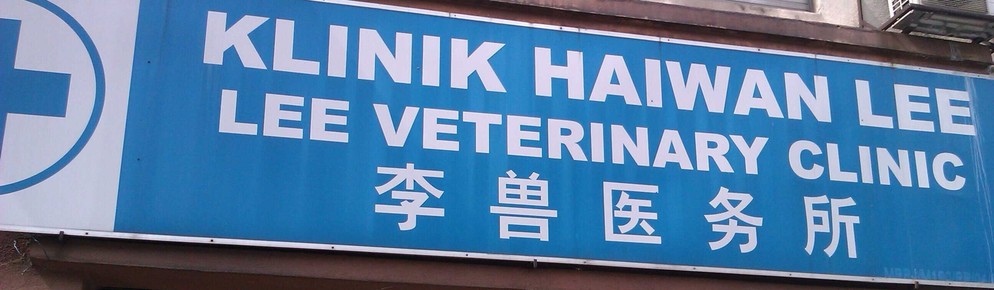 KLINIK HAIWAN LEE
LEE VETERINARY CLINIC
李兽医务所